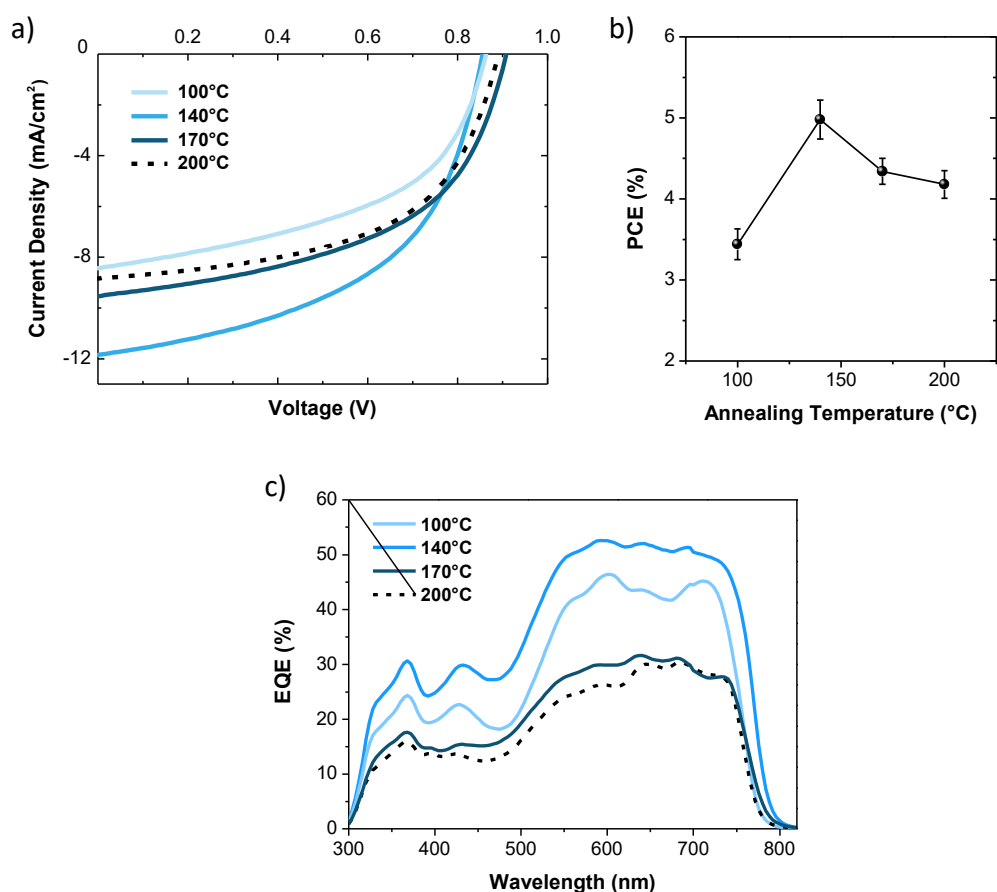 a)
0.2 0.4 0.6 0.8 1.0
0
-4
-8
-12
Current Density (mA/cm²)
100°C
140°C
170°C
200°C
Voltage (V)
b)
6
5
4
3
2
PCE (%)
100 150 200
Annealing Temperature (°C)
c)
60
50
40
30
20
10
0
EQE (%)
100°C
140°C
170°C
200°C
300 400 500 600 700 800
Wavelength (nm)